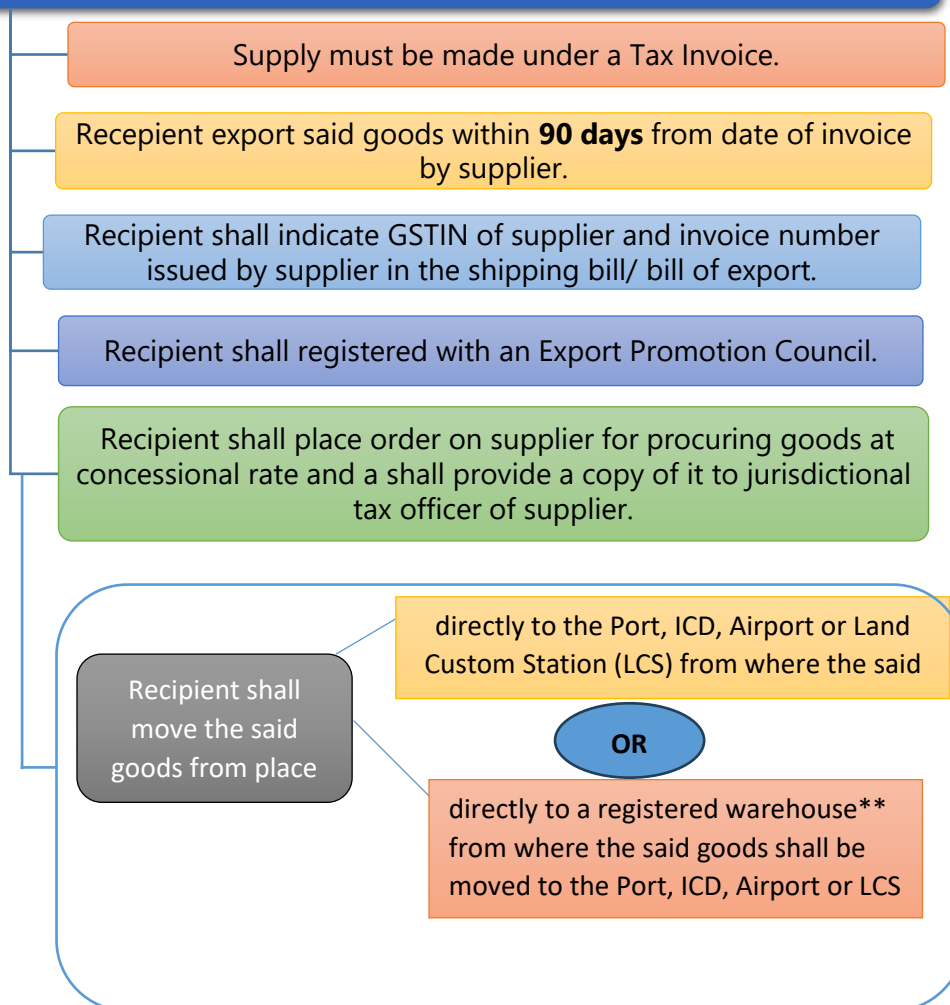 Supply must be made under a Tax Invoice.
Recepient export said goods within 90 days from date of invoice
by supplier.
Recipient shall indicate GSTIN of supplier and invoice number
issued by supplier in the shipping bill/ bill of export.
Recipient shall registered with an Export Promotion Council.
Recipient shall place order on supplier for procuring goods at
concessional rate and a shall provide a copy of it to jurisdictional
tax officer of supplier.
Recipient shall
move the said
goods from place
directly to the Port, ICD, Airport or Land
Custom Station (LCS) from where the said
OR
directly to a registered warehouse**
from where the said goods shall be
moved to the Port, ICD, Airport or LCS